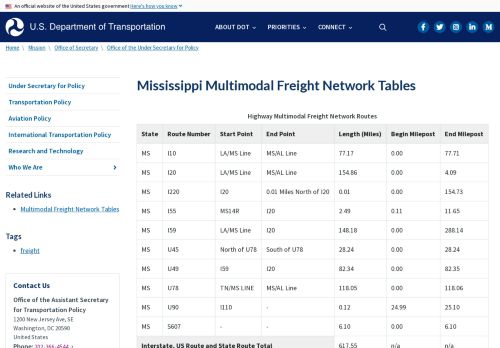 An official website of the United States government Here's how you know
U.S. Department of Transportation
ABOUT DOT
PRIORITIES
CONNECT
Home \ Mission \ Office of Secretary \ Office of the Under Secretary for Policy
Under Secretary for Policy
Transportation Policy
Aviation Policy
International Transportation Policy
Research and Technology
Who We Are
Related Links
Multimodal Freight Network Tables
Tags
freight
Contact Us
Office of the Assistant Secretary
for Transportation Policy
1200 New Jersey Ave, SE
Washington, DC 20590
United States
Phone: 202-366-4544
Mississippi Multimodal Freight Network Tables
Highway Multimodal Freight Network Routes
State Route Number Start Point End Point Length (Miles) Begin Milepost End Milepost
MS I10 LA/MS Line MS/AL Line 77.17 0.00 77.71
MS I20 LA/MS Line MS/AL Line 154.86 0.00 4.09
MS I220 I20 0.01 Miles North of I20 0.01 0.00 154.73
MS I55 MS14R I20 2.49 0.11 11.65
MS I59 LA/MS Line I20 148.18 0.00 288.14
MS U45 North of U78 South of U78 28.24 0.00 28.24
MS U49 I59 I20 82.34 0.00 82.35
MS U78 TN/MS LINE MS/AL Line 118.05 0.00 118.06
MS U90 I110 - 0.12 24.99 25.10
MS S607 - - 6.10 0.00 6.10
Interstate, US Route and State Route Total 617.55 n/a n/a